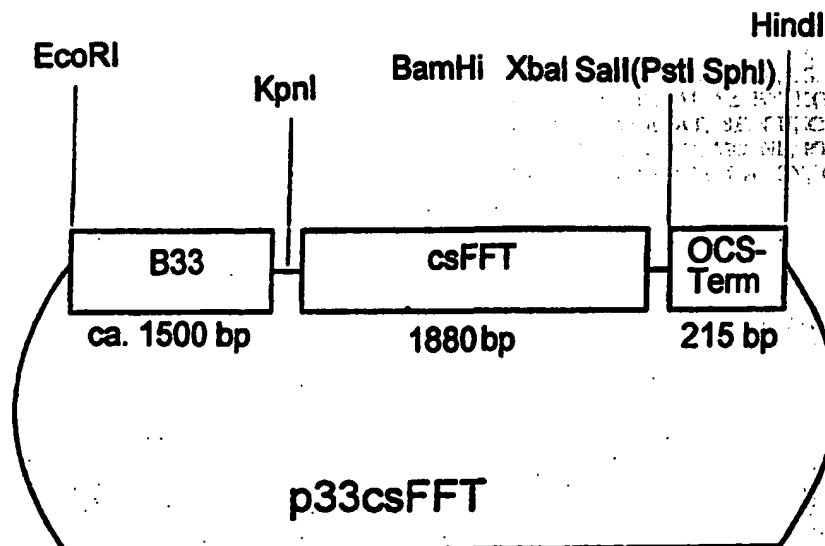 HindI
EcoRI
BamHi XbaI SalI(PstI SphI)
KpnI
B33
csFFT
OCS-
Term
ca. 1500 bp
1880 bp
215 bp
p33csFFT